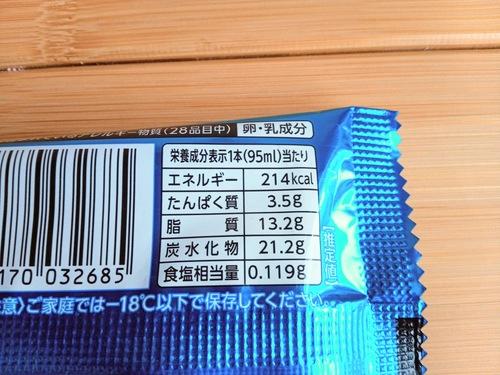 アレルギー物質(28品目中) 卵・乳成分
栄養成分表示1本(95ml)当たり
エネルギー 214kcal
たんぱく質 3.5g
脂質 13.2g
炭水化物 21.2g
食塩相当量 0.119g
[推定値]
170 032685
意〉ご家庭では−18℃以下で保存してください。